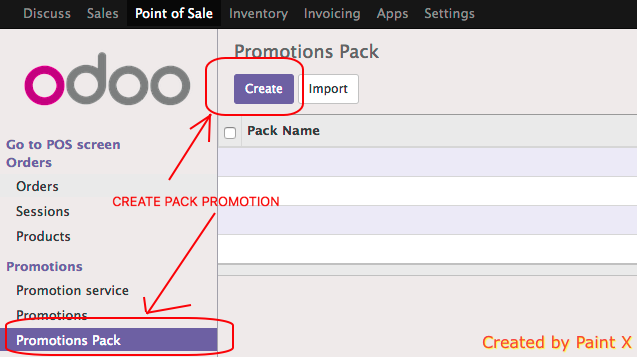 Discuss Sales Point of Sale Inventory Invoicing Apps Settings
Promotions Pack
odoo
Create Import
Pack Name
Go to POS screen
Orders
Orders
CREATE PACK PROMOTION
Sessions
Products
Promotions
Promotion service
Promotions
Promotions Pack
Created by Paint X